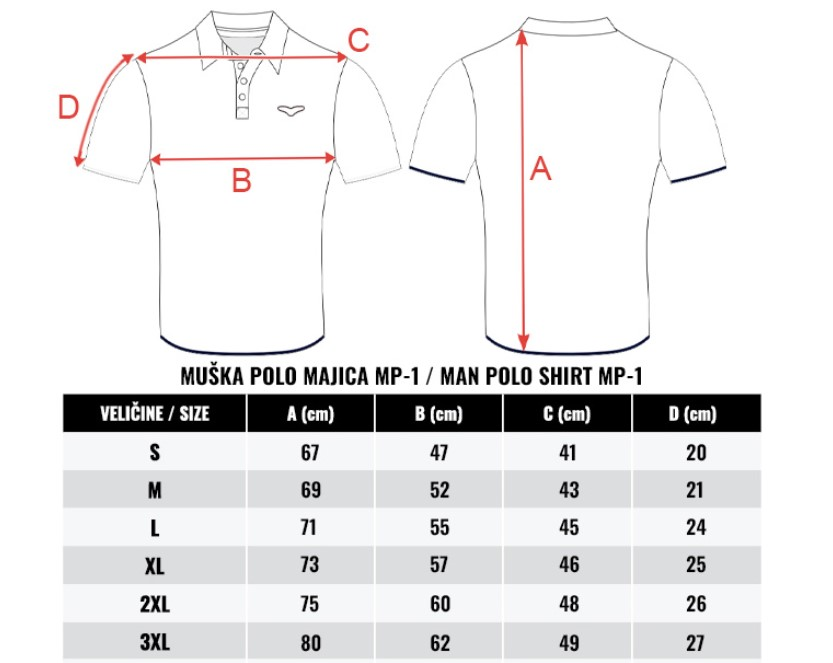 C
D
B
A
MUŠKA POLO MAJICA MP-1 / MAN POLO SHIRT MP-1
VELIČINE / SIZE A (cm) B (cm) C (cm) D (cm)
S 67 47 41 20
M 69 52 43 21
L 71 55 45 24
XL 73 57 46 25
2XL 75 60 48 26
3XL 80 62 49 27